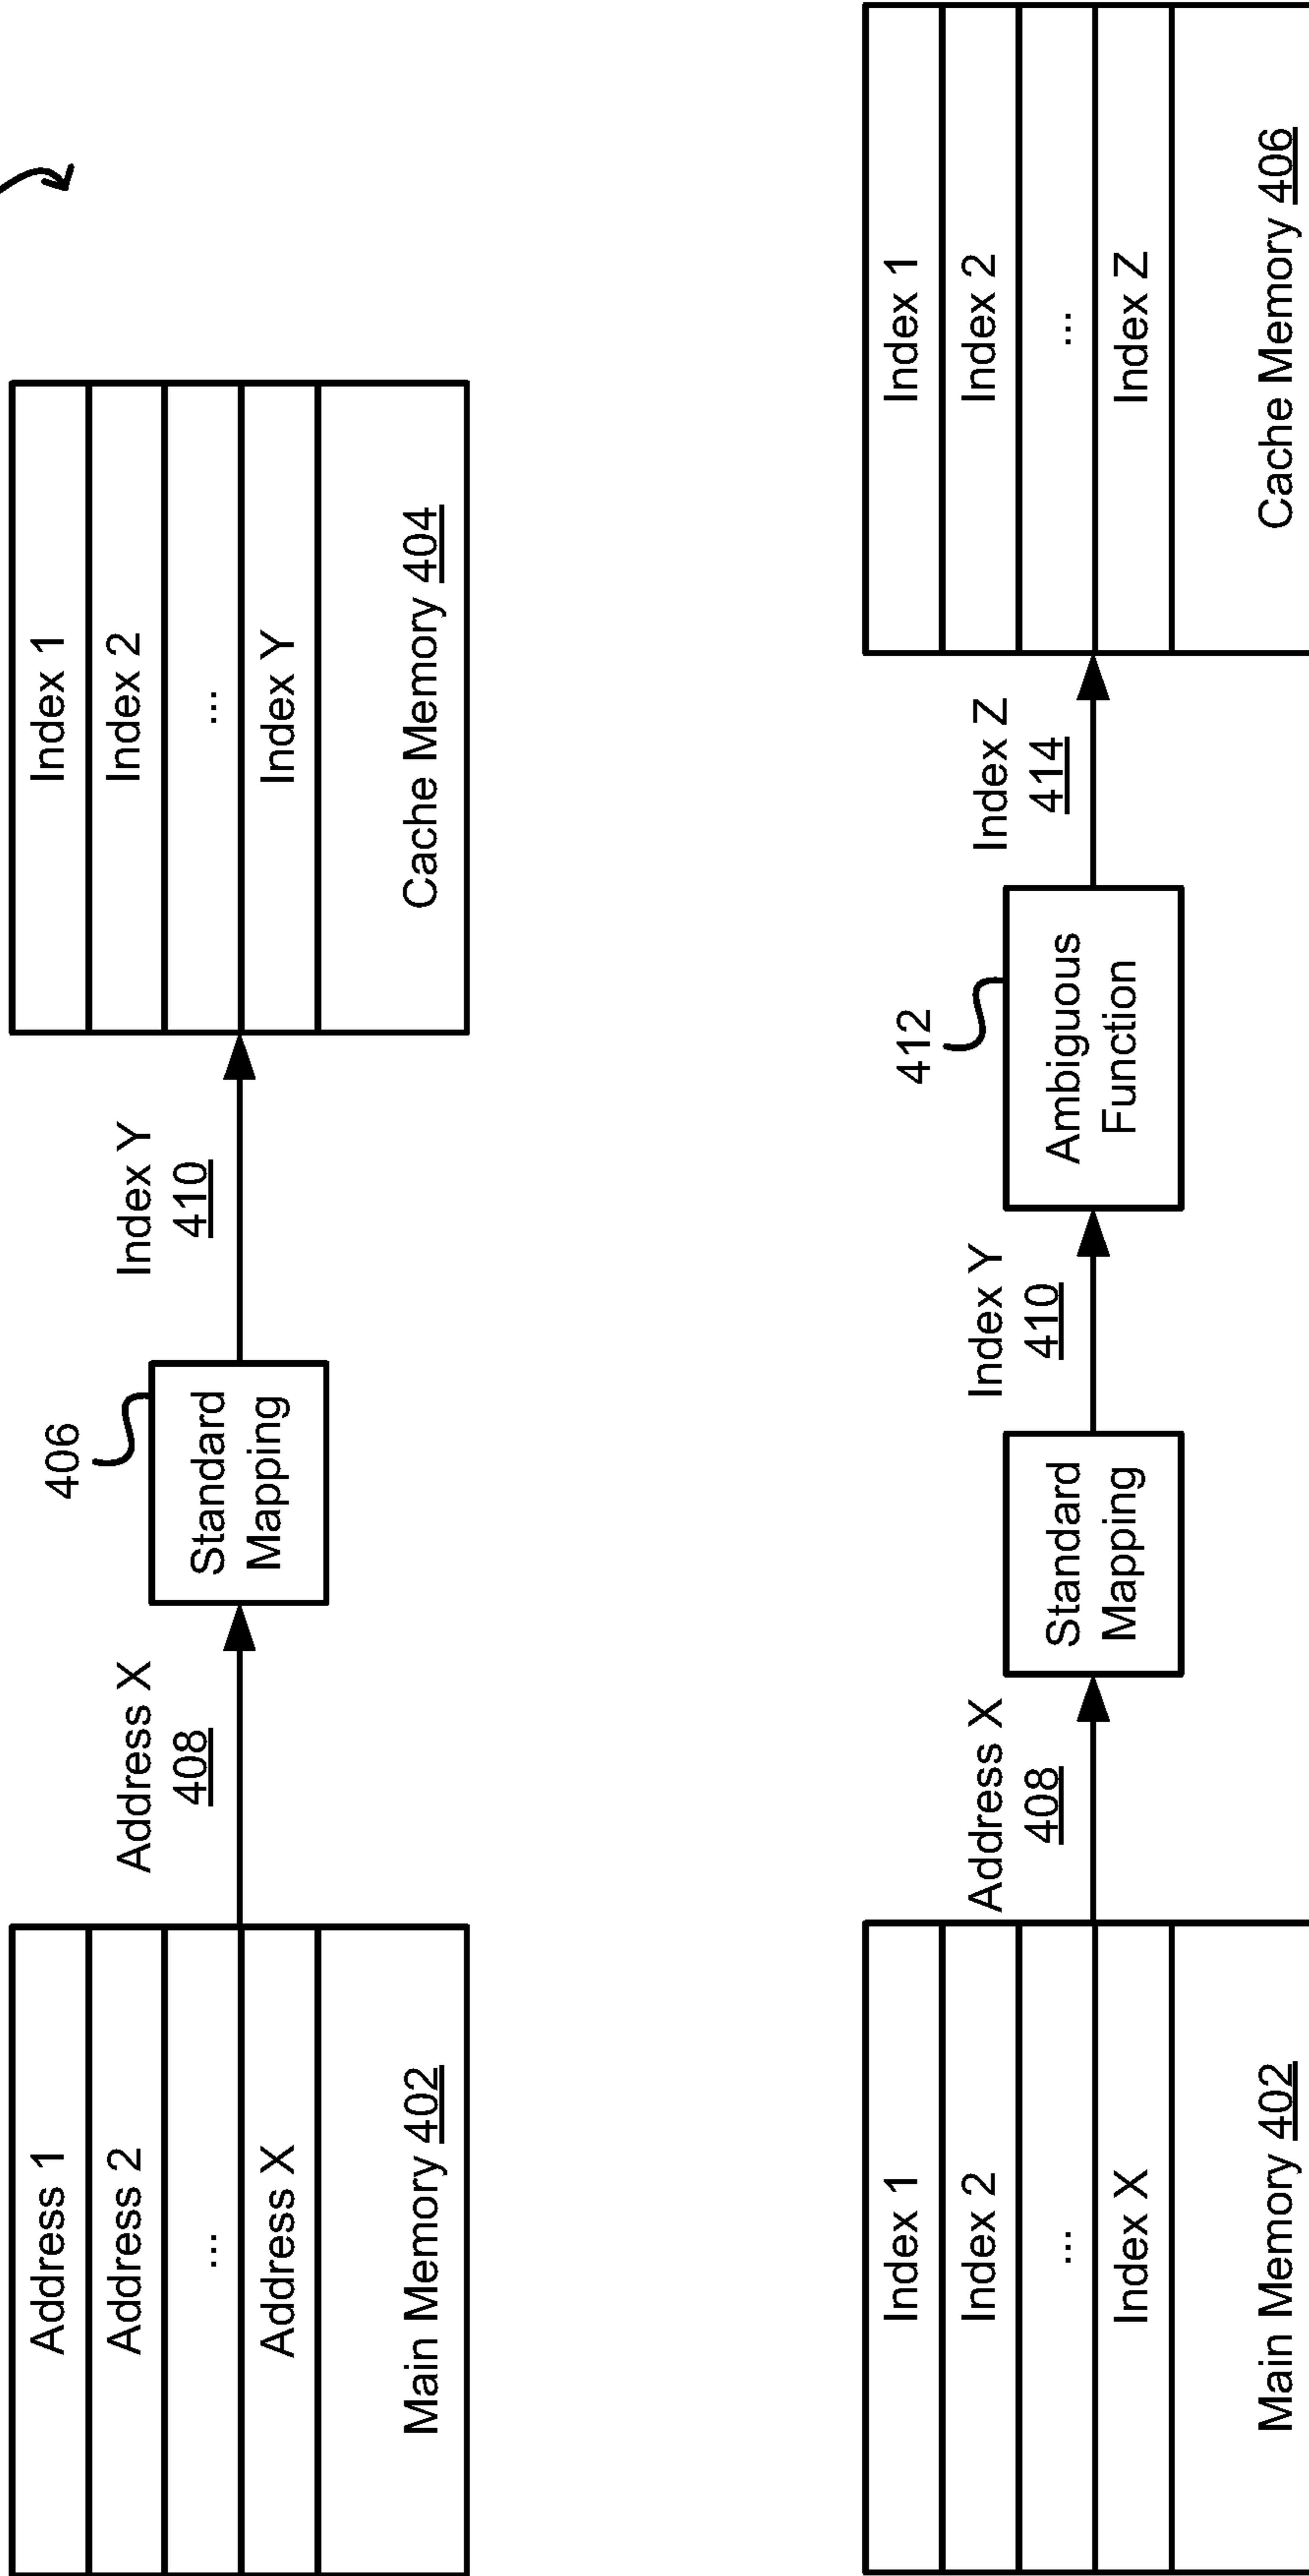 Address 1
Address 2
...
Address X
Main Memory 402
Address X
408
406
Standard
Mapping
Index Y
410
Index 1
Index 2
...
Index Y
Cache Memory 404
Index 1
Index 2
...
Index X
Main Memory 402
Address X
408
Standard
Mapping
Index Y
410
412
Ambiguous
Function
Index Z
414
Index 1
Index 2
...
Index Z
Cache Memory 406